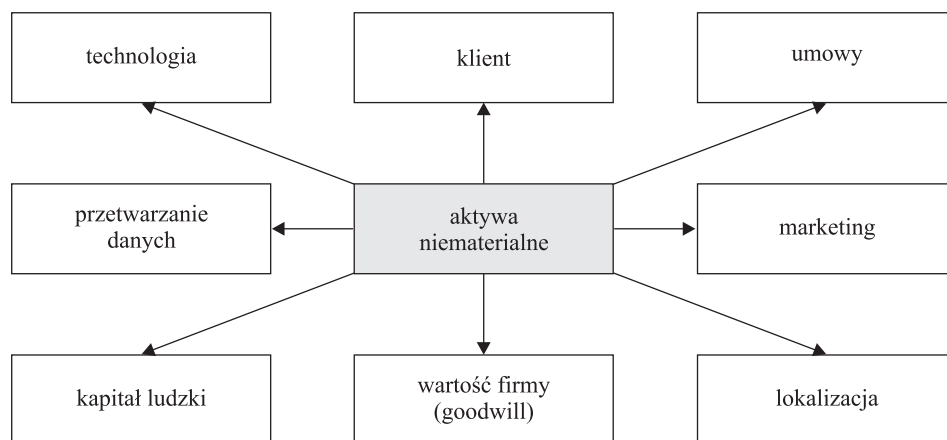 technologia
klient
umowy
przetwarzanie
danych
aktywa
niematerialne
marketing
kapitał ludzki
wartość firmy
(goodwill)
lokalizacja